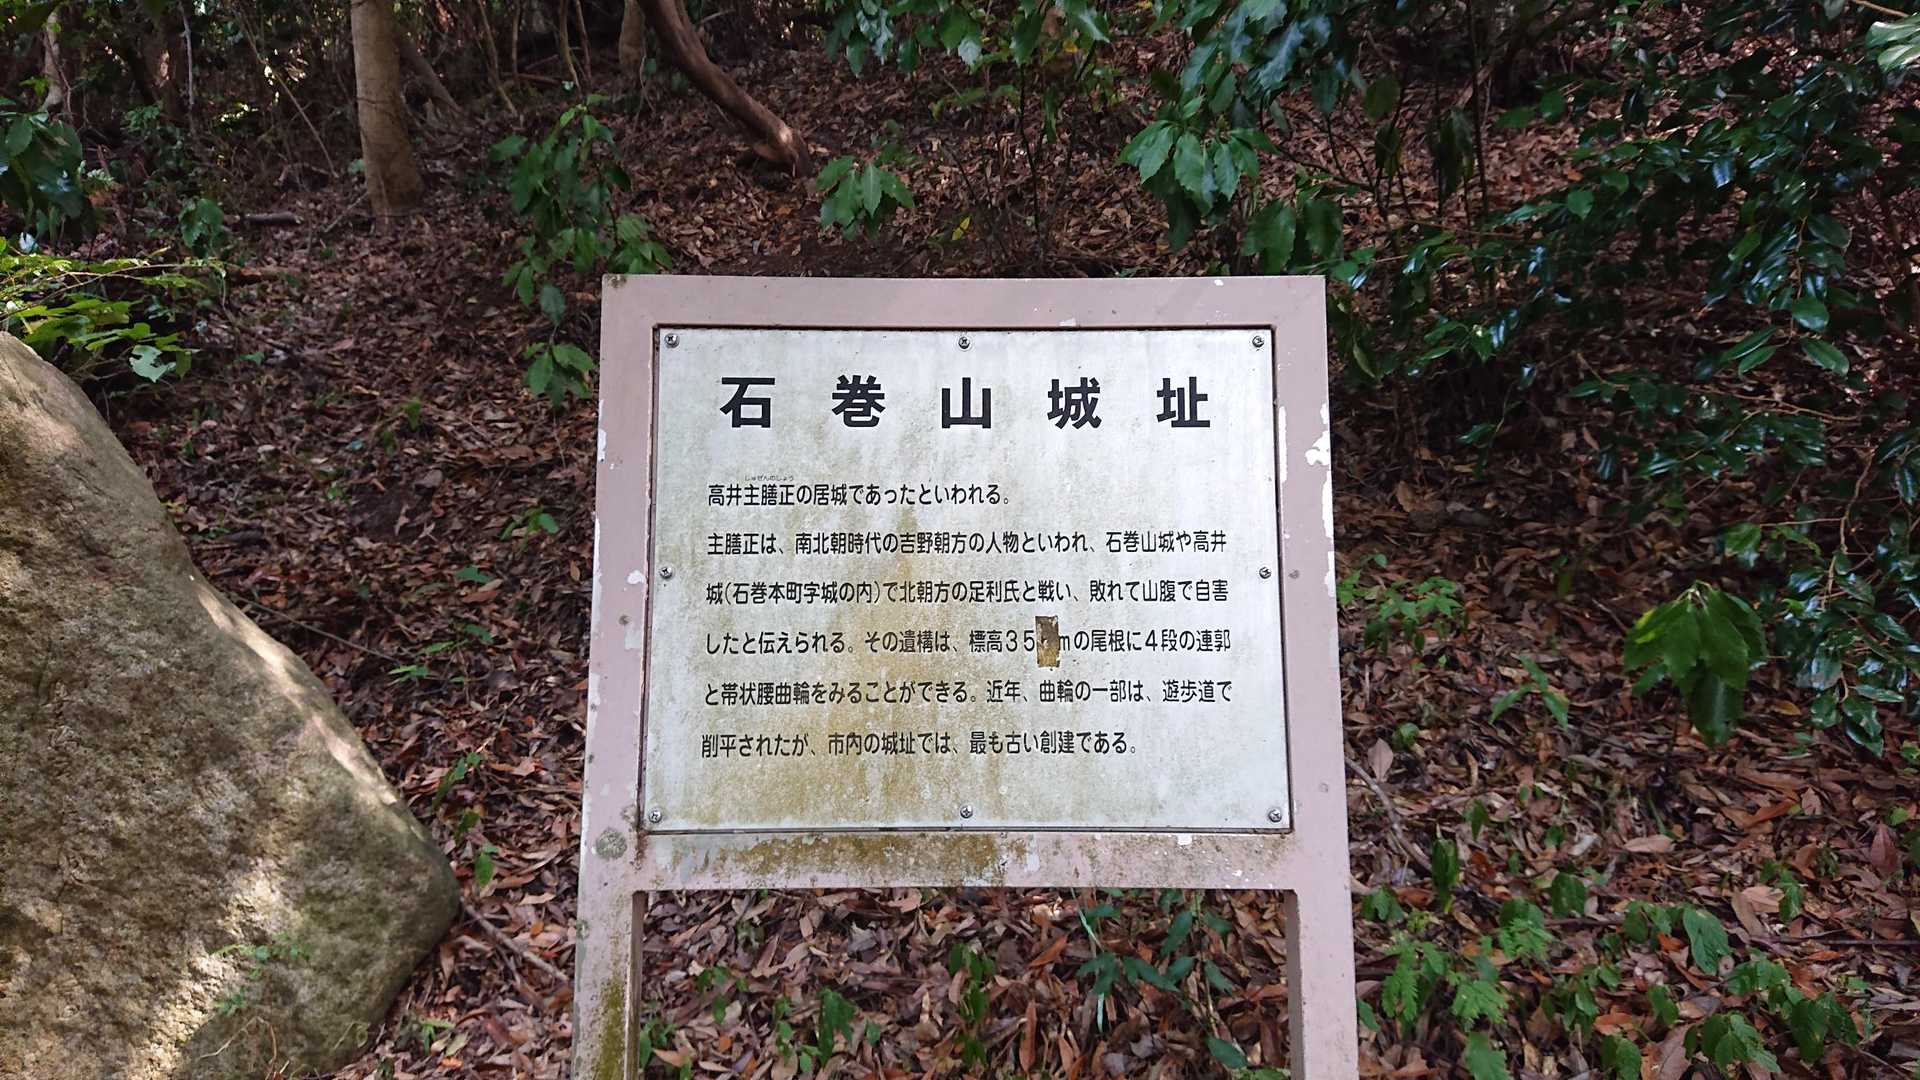 石巻山城址
じゅぜんのしょう
高井主膳正の居城であったといわれる。
主膳正は、南北朝時代の吉野朝方の人物といわれ、石巻山城や高井
城(石巻本町字城の内)で北朝方の足利氏と戦い、敗れて山腹で自害
したと伝えられる。その遺構は、標高35 mの尾根に4段の連郭
と帯状腰曲輪をみることができる。近年、曲輪の一部は、遊歩道で
削平されたが、市内の城址では、最も古い創建である。